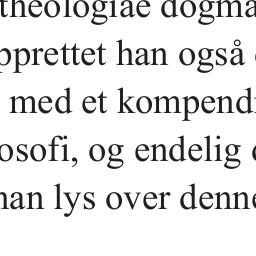 theologiae dogma
pprettet han også
med et kompendi
osofi, og endelig
han lys over denne